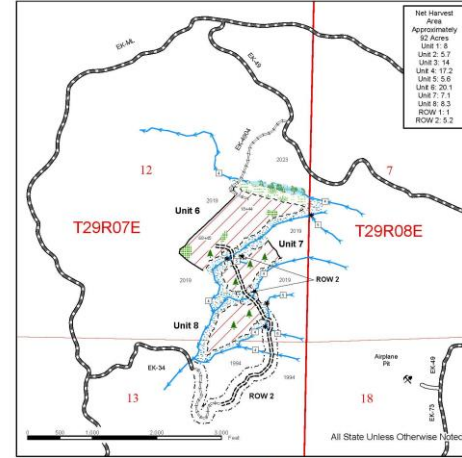 Net Harvest
Area
Approximately
92 Acres
Unit 1: 8
Unit 2: 5.7
Unit 3: 14
Unit 4: 17.2
Unit 5: 5.6
Unit 6: 20.1
Unit 7: 7.1
Unit 8: 8.3
ROW 1: 1
ROW 2: 5.2
EK-ML
EK-49
EK-4904
12
2023
7
2018
Unit 6
T29R07E
Unit 7
T29R08E
2019
2019
ROW 2
Unit 8
EK-34
1994
1994
Airplane
Pit
EK-49
13
ROW 2
18
EK-75
0
500
1,000
2,000
3,000
Feet
All State Unless Otherwise Noted